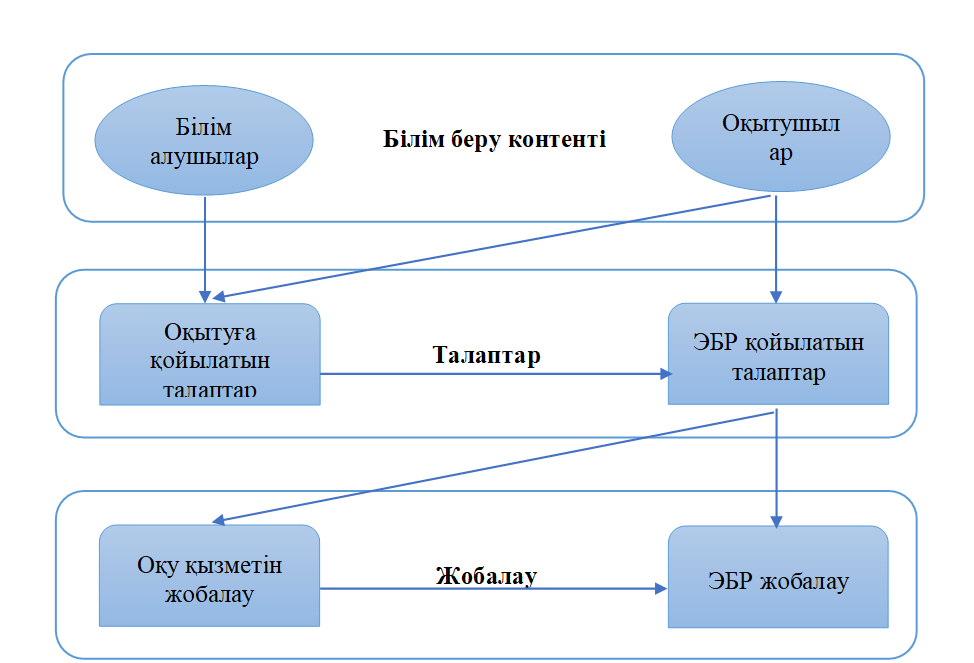 Білім
алушылар
Білім беру контенті
Оқытушыл
ар
Оқытуға
қойылатын
талаптар
Талаптар
ЭБР қойылатын
талаптар
Оқу қызметін
жобалау
Жобалау
ЭБР жобалау